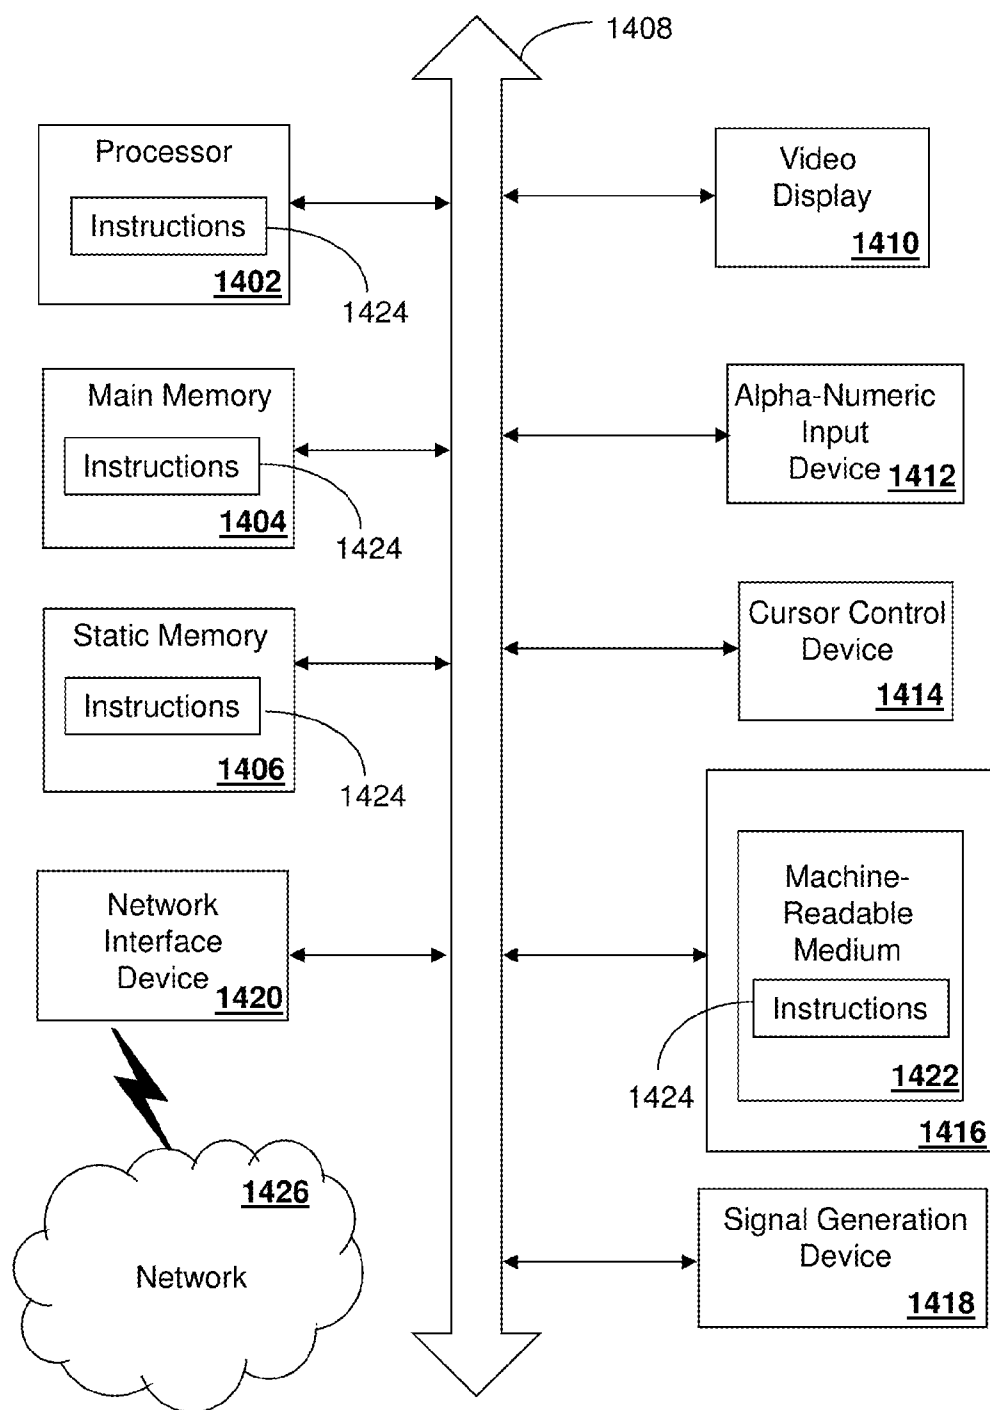 1408
Processor
Instructions
1402
1424
Main Memory
Instructions
1404
1424
Static Memory
Instructions
1406
1424
Network
Interface
Device
1420
1426
Network
Video
Display
1410
Alpha-Numeric
Input
Device
1412
Cursor Control
Device
1414
Machine-
Readable
Medium
Instructions
1424
1422
1416
Signal Generation
Device
1418